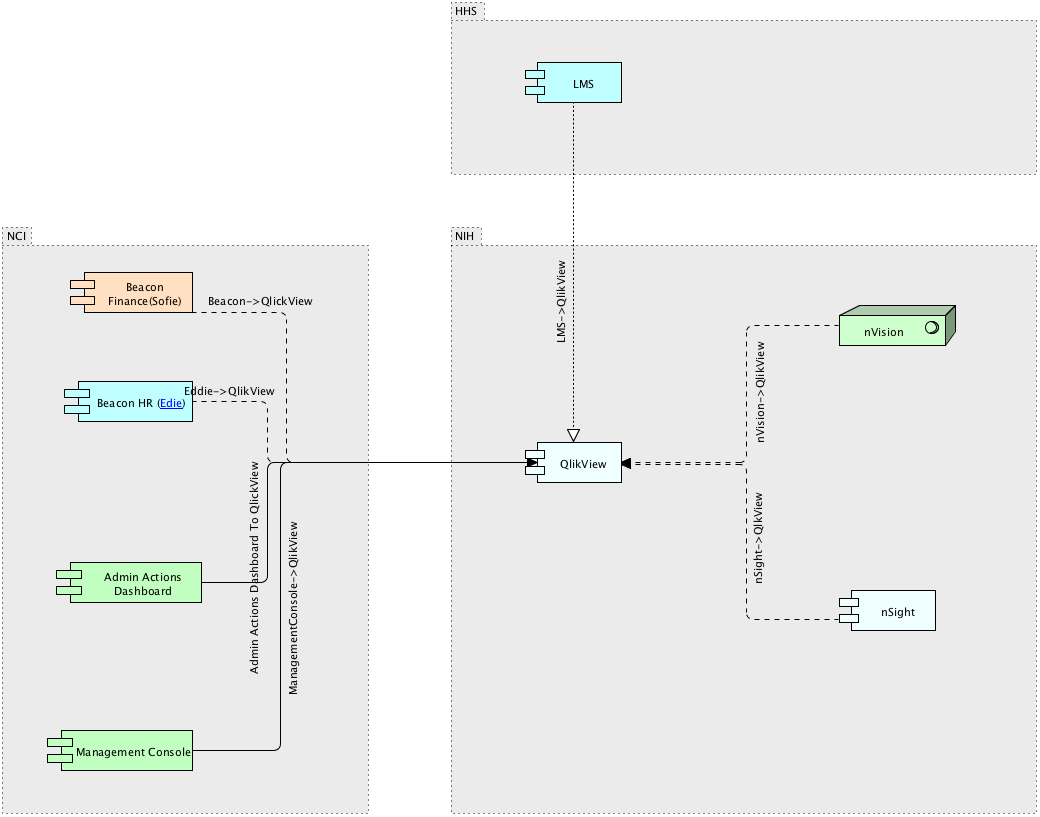 HHS
LMS
LMS->QlikView
NCI
Beacon
Finance(Sofie)
Beacon->QlickView
Beacon HR (Edie)
Eddie->QlikView
Admin Actions
Dashboard
Admin Actions Dashboard To QlickView
Management Console
ManagementConsole->QlikView
NIH
nVision
nVision->QlikView
QlikView
nSight->QlkView
nSight